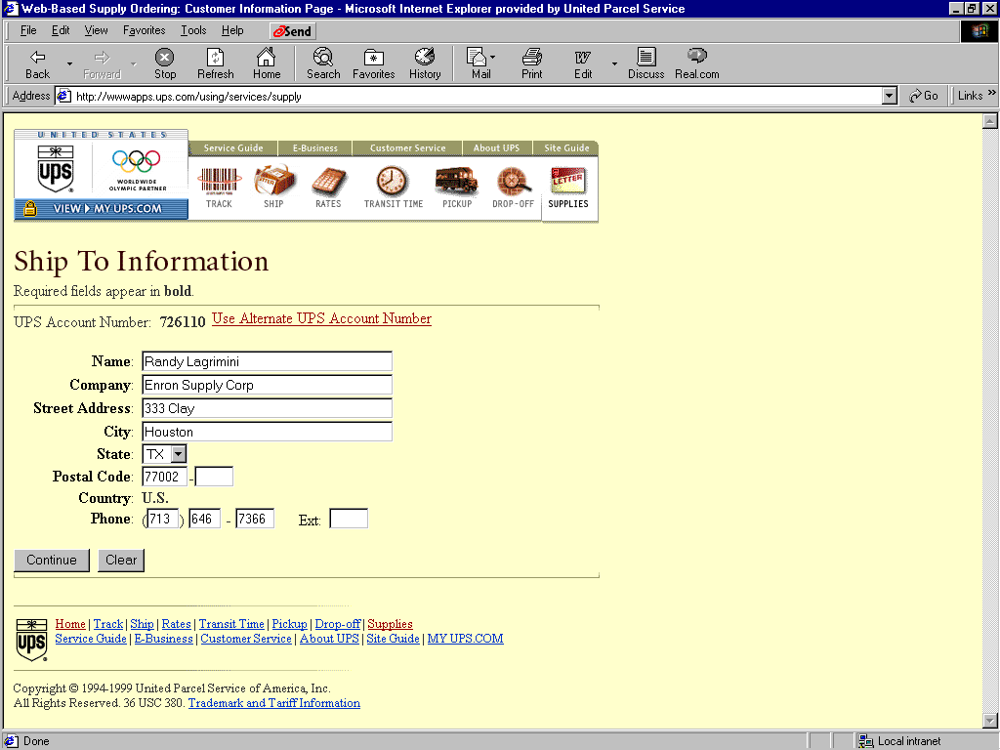 Web-Based Supply Ordering: Customer Information Page - Microsoft Internet Explorer provided by United Parcel Service
File Edit View Favorites Tools Help Send
Back Forward Stop Refresh Home Search Favorites History Mail Print Edit Discuss Real.com
Address http://wwwapps.ups.com/using/services/supply Go Links »
UNITED STATES
Service Guide E-Business Customer Service About UPS Site Guide
ups
WORLDWIDE
OLYMPIC PARTNER
LETTER
TRACK SHIP RATES TRANSIT TIME PICKUP DROP-OFF SUPPLIES
VIEW MY UPS.COM
Ship To Information
Required fields appear in bold.
UPS Account Number: 726110 Use Alternate UPS Account Number
Name: Randy Lagrimini
Company: Enron Supply Corp
Street Address: 333 Clay
City: Houston
State: TX
Postal Code: 77002 -
Country: U.S.
Phone: (713) 646 - 7366 Ext:
Continue Clear
ups
Home | Track | Ship | Rates | Transit Time | Pickup | Drop-off | Supplies
Service Guide | E-Business | Customer Service | About UPS | Site Guide | MY UPS.COM
Copyright © 1994-1999 United Parcel Service of America, Inc.
All Rights Reserved. 36 USC 380. Trademark and Tariff Information
Done Local intranet